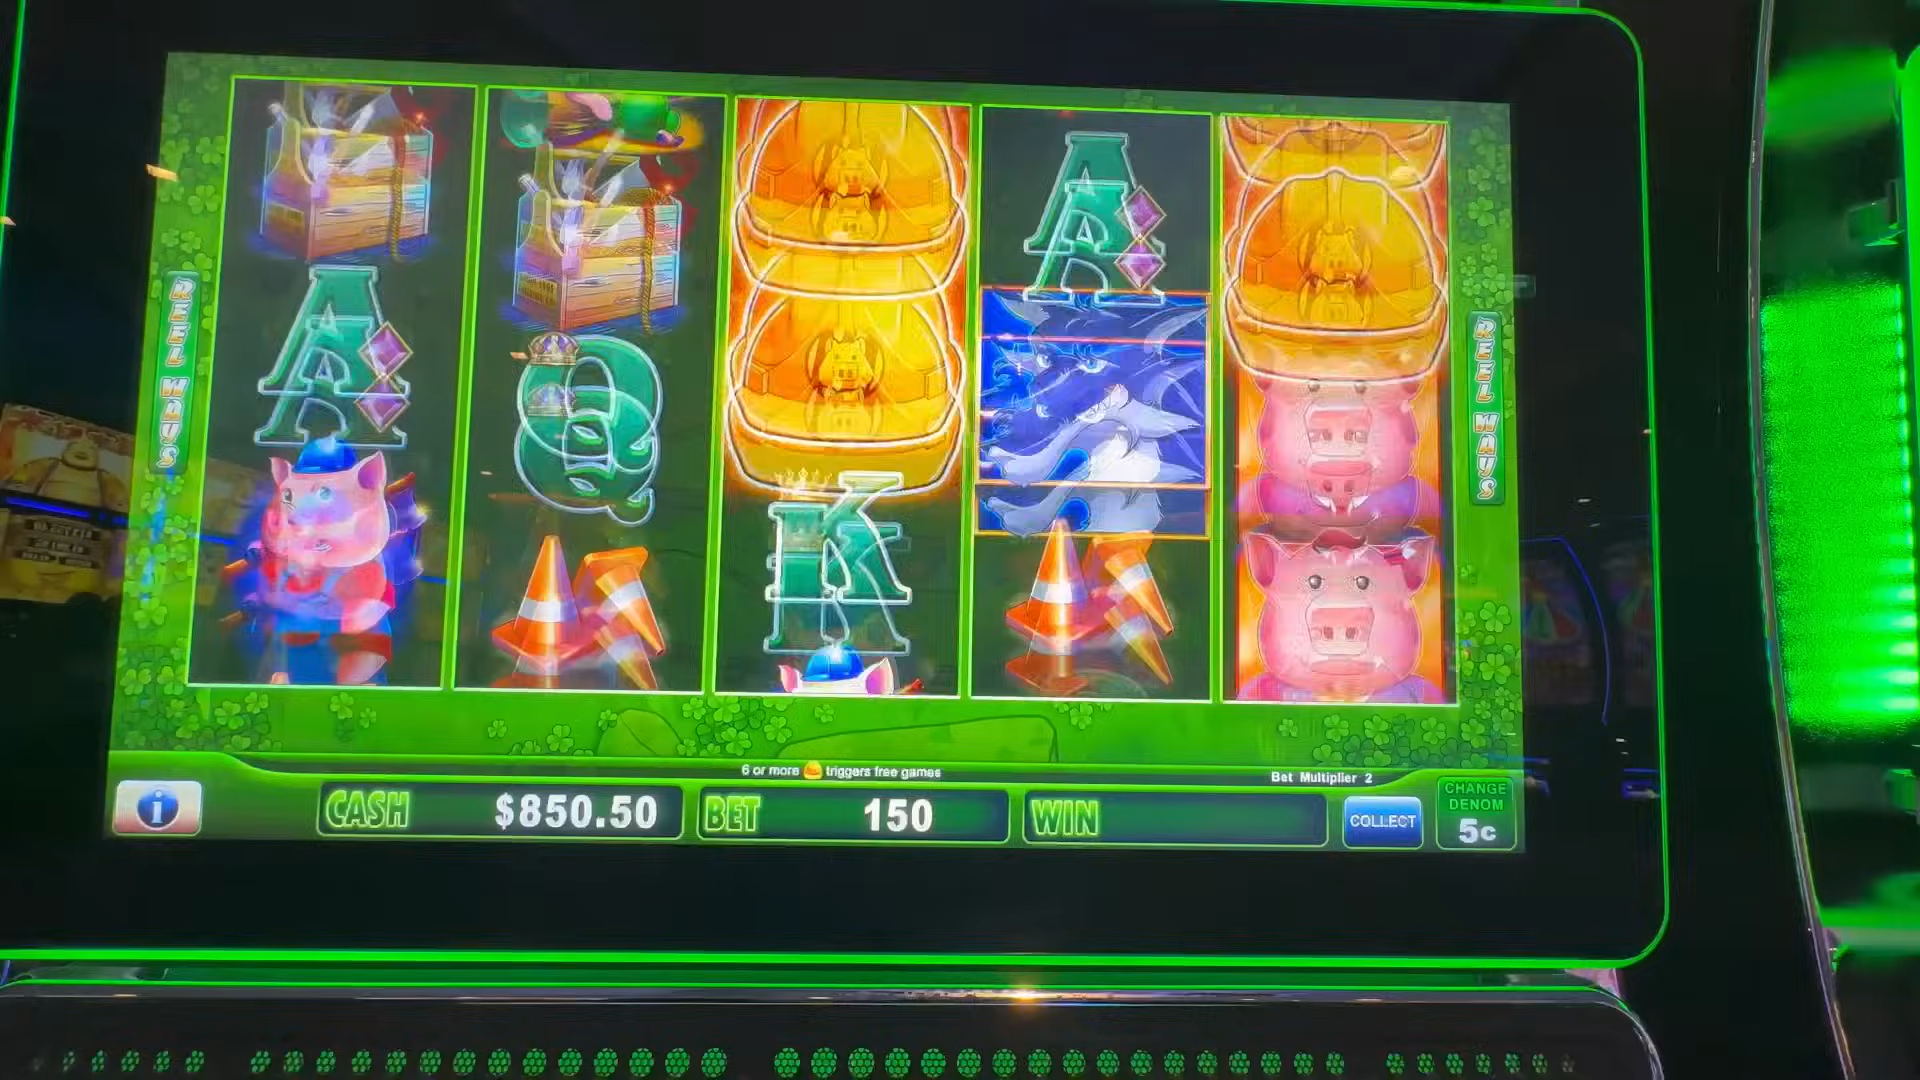 REEL WAYS
REEL WAYS
A
A
Q
K
6 or more triggers free games
Bet Multiplier 2
CASH $850.50
BET 150
WIN
COLLECT
CHANGE
DENOM
5c